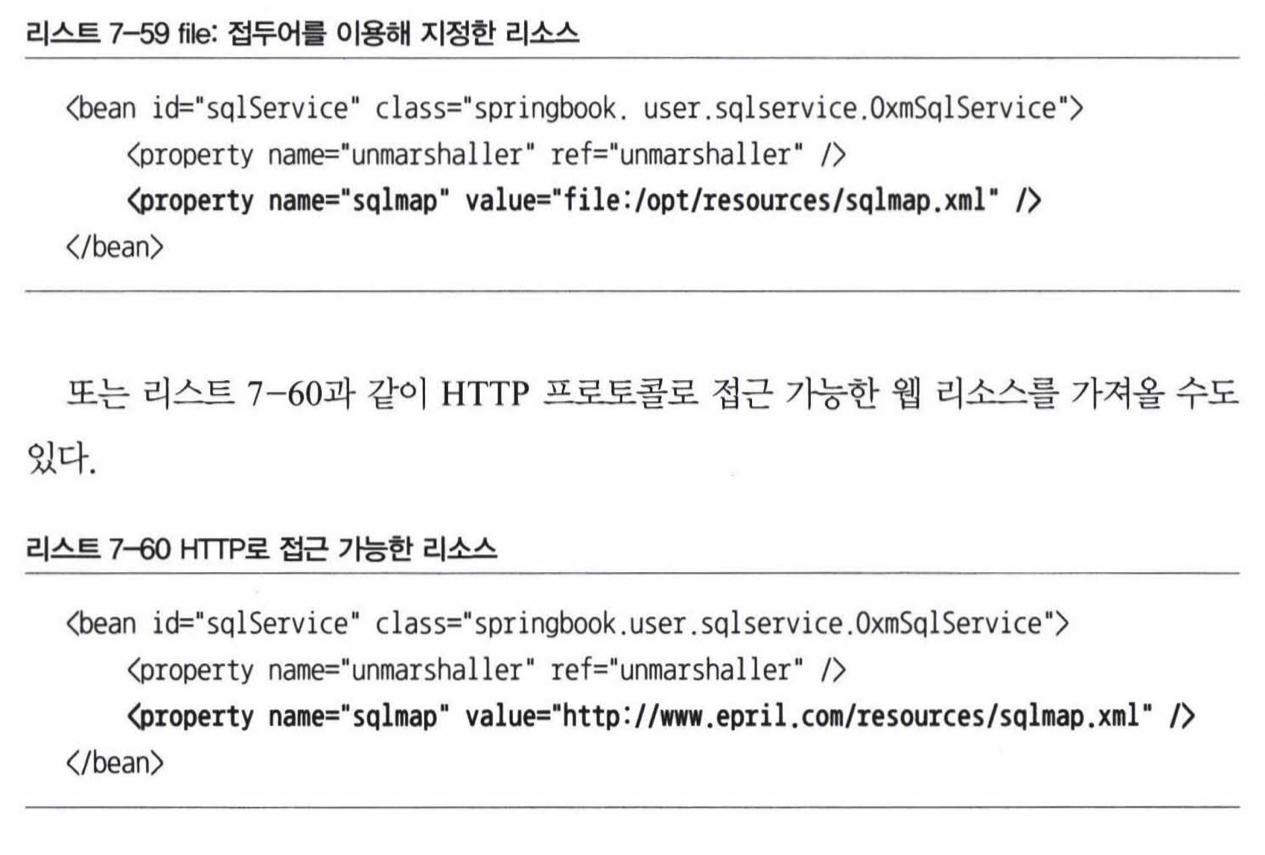 리스트 7-59 file: 접두어를 이용해 지정한 리소스
<bean id="sqlService" class="springbook. user.sqlservice.OxmSqlService">
<property name="unmarshaller" ref="unmarshaller" />
<property name="sqlmap" value="file:/opt/resources/sqlmap.xml" />
</bean>
또는 리스트 7-60과 같이 HTTP 프로토콜로 접근 가능한 웹 리소스를 가져올 수도
있다.
리스트 7-60 HTTP로 접근 가능한 리소스
<bean id="sqlService" class="springbook.user.sqlservice.OxmSqlService">
<property name="unmarshaller" ref="unmarshaller" />
<property name="sqlmap" value="http://www.epril.com/resources/sqlmap.xml" />
</bean>